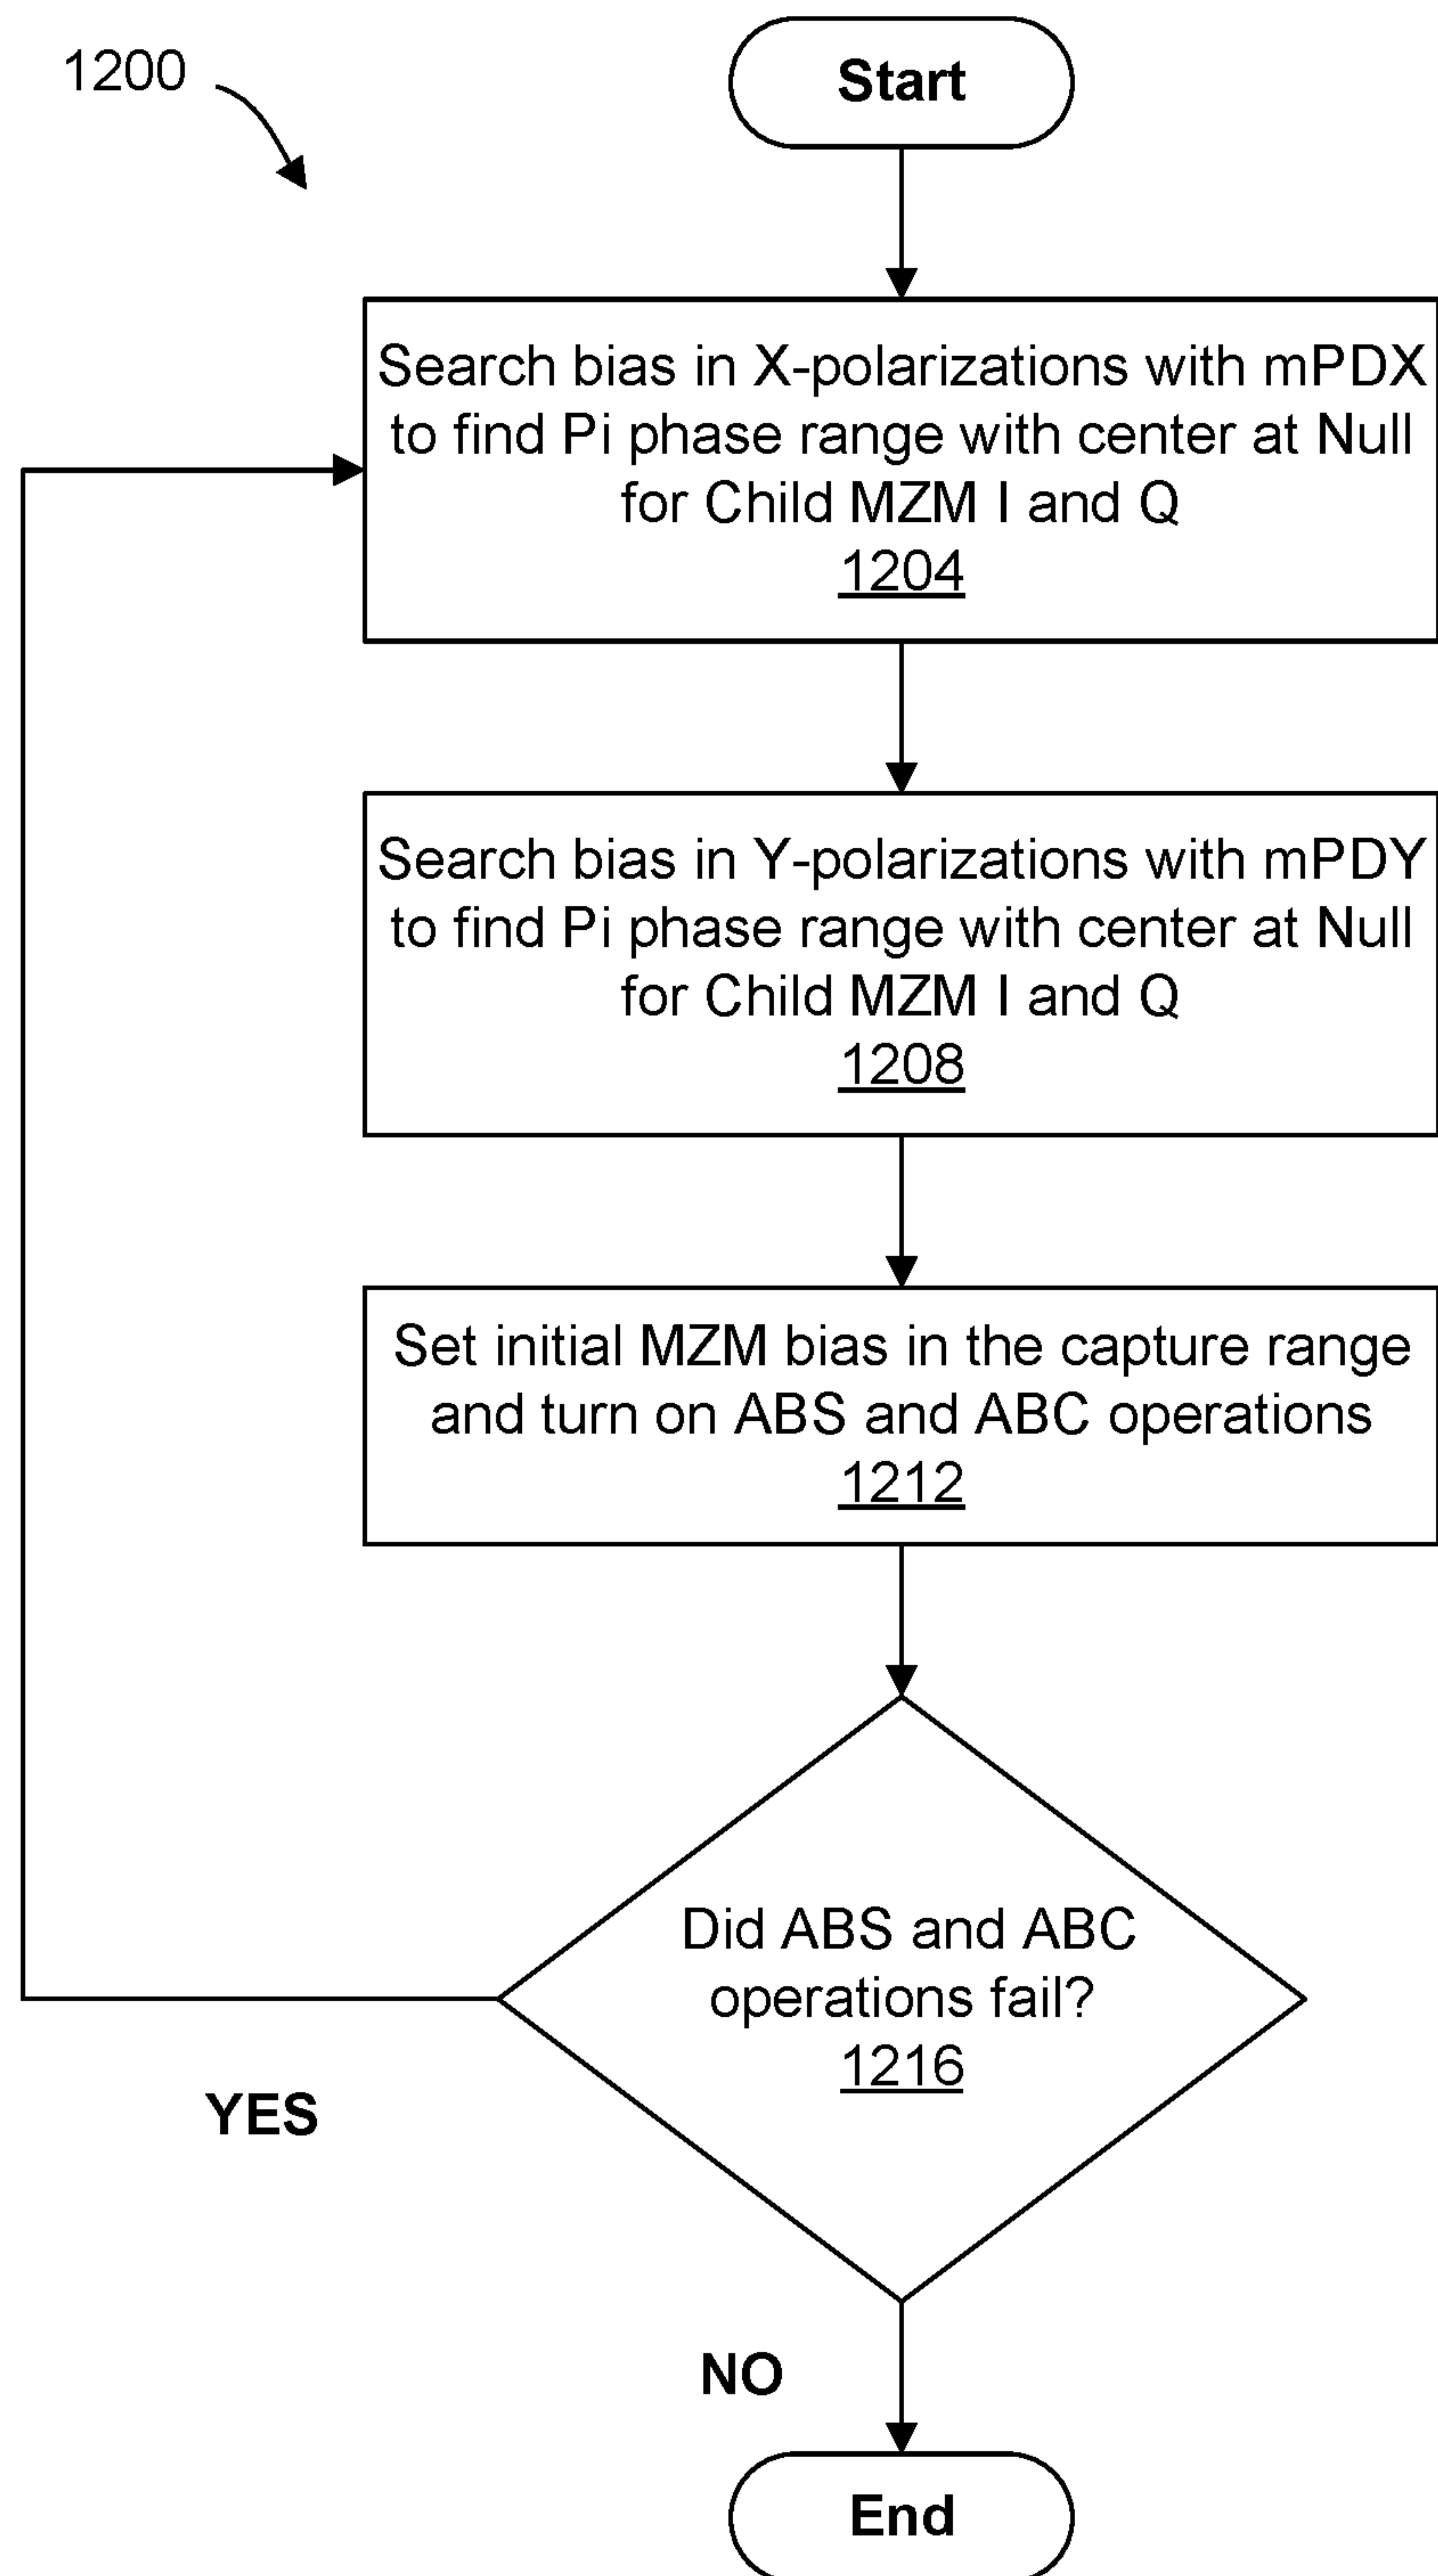 1200
Start
Search bias in X-polarizations with mPDX
to find Pi phase range with center at Null
for Child MZM I and Q
1204
Search bias in Y-polarizations with mPDY
to find Pi phase range with center at Null
for Child MZM I and Q
1208
Set initial MZM bias in the capture range
and turn on ABS and ABC operations
1212
Did ABS and ABC
operations fail?
1216
YES
NO
End